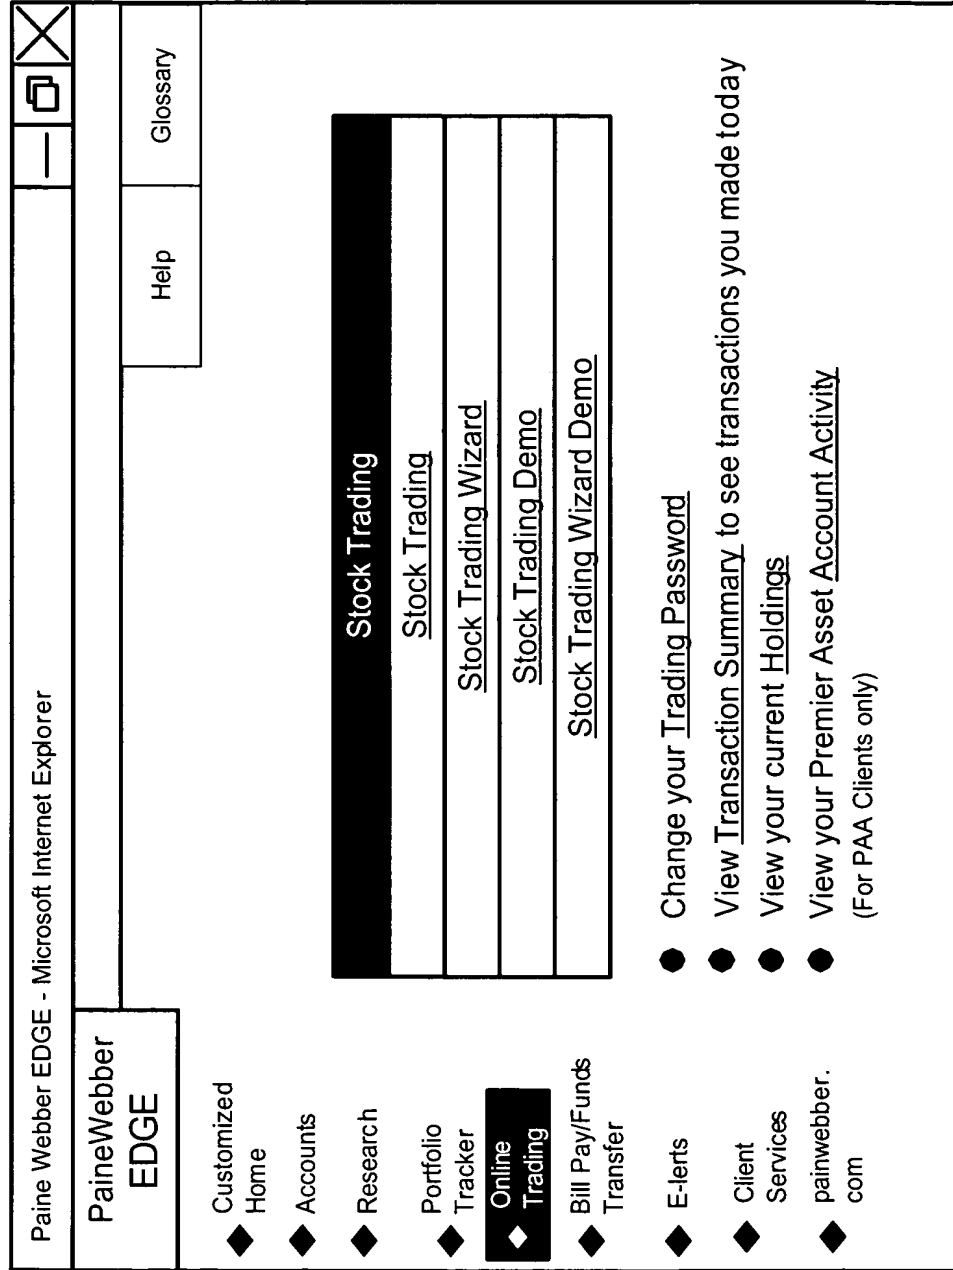 Paine Webber EDGE - Microsoft Internet Explorer
PaineWebber
EDGE
Help
Glossary
Customized
Home
Accounts
Research
Portfolio
Tracker
Online
Trading
Bill Pay/Funds
Transfer
E-lerts
Client
Services
painwebber.
com
Stock Trading
Stock Trading
Stock Trading Wizard
Stock Trading Demo
Stock Trading Wizard Demo
Change your Trading Password
View Transaction Summary to see transactions you made today
View your current Holdings
View your Premier Asset Account Activity
(For PAA Clients only)